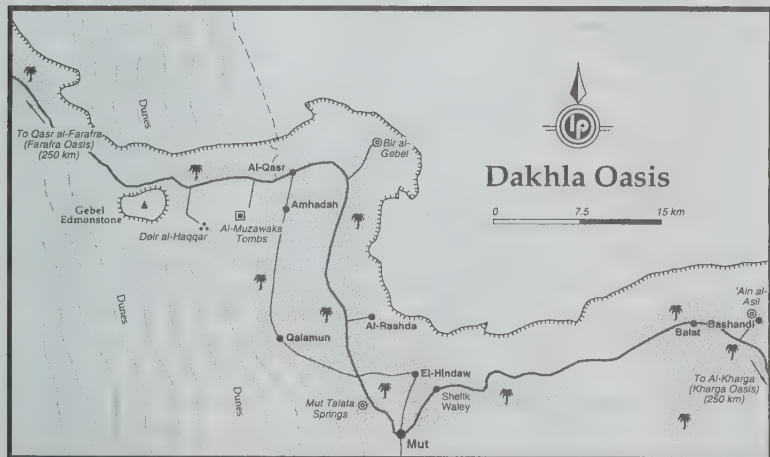 Dunes
To Qasr al-Farafra
(Farafra Oasis)
(250 km)
Bir al-
Gebel
Al-Qasr
LP
Dakhla Oasis
Gebel
Edmonstone
Amhadah
0 7.5 15 km
Deir al-Haqqar
Al-Muzawaka
Tombs
Dunes
'Ain al-
Asil
Al-Rashda
Balat
Bashandi
Qalamun
El-Hindaw
To Al-Kharga
(Kharga Oasis)
(250 km)
Dunes
Mut Talata
Springs
Sheik
Waley
Mut